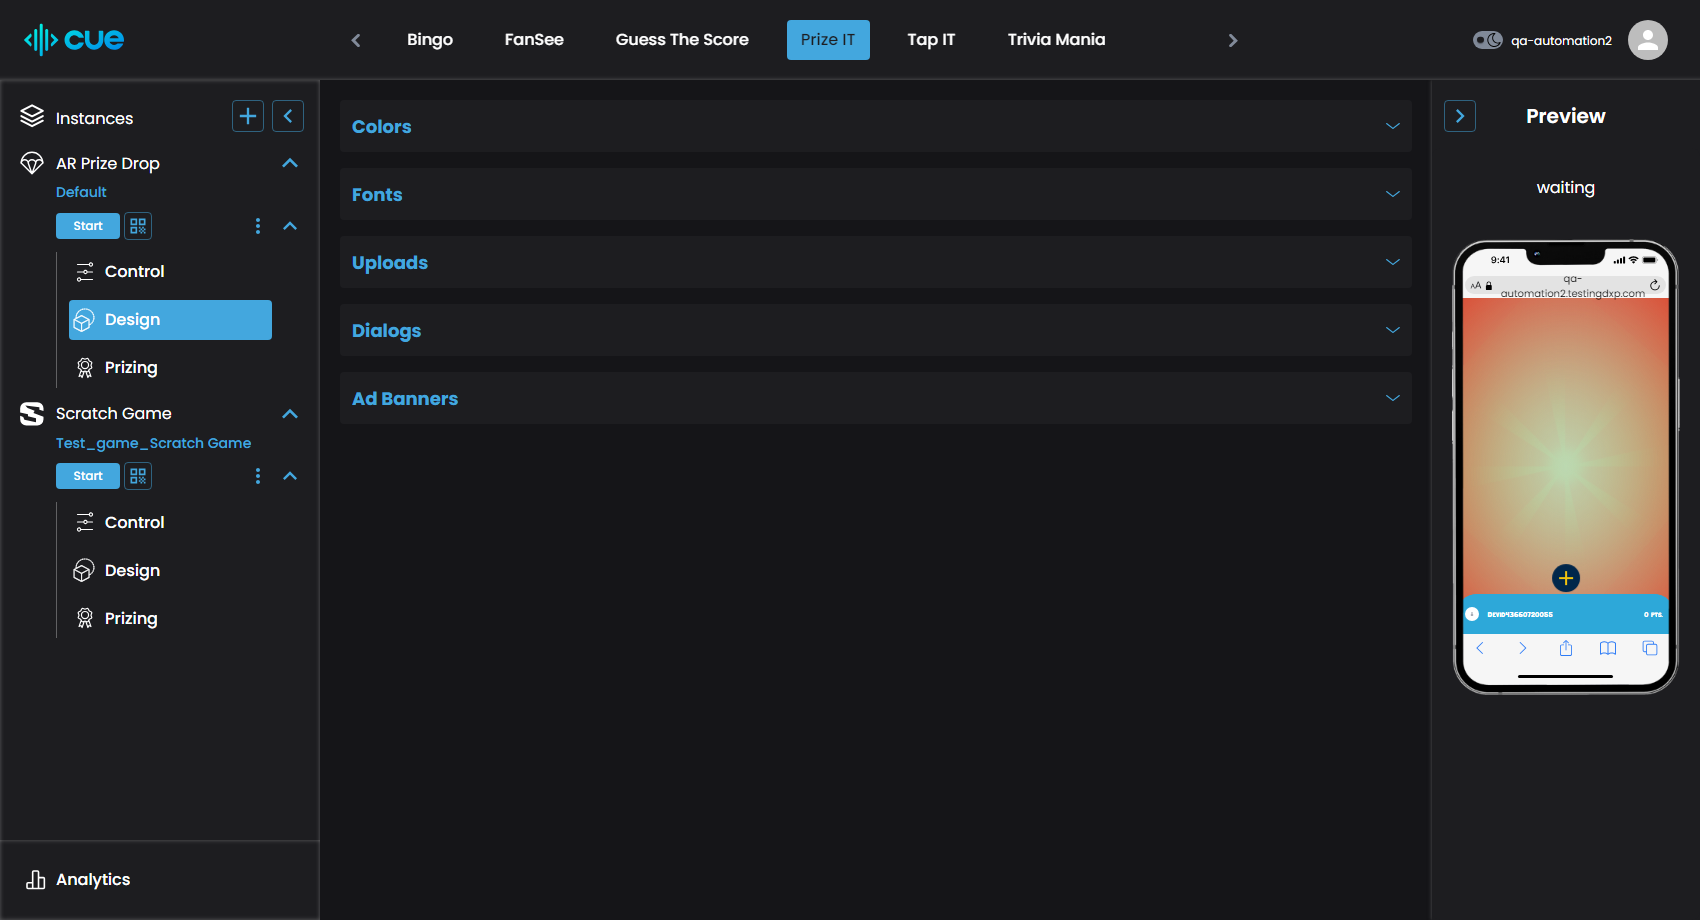 cue
Bingo
FanSee
Guess The Score
Prize IT
Tap IT
Trivia Mania
qa-automation2
Instances
AR Prize Drop
Default
Start
Control
Design
Prizing
Scratch Game
Test_game_Scratch Game
Start
Control
Design
Prizing
Analytics
Colors
Fonts
Uploads
Dialogs
Ad Banners
Preview
waiting
9:41
AA
qa-
automation2.testingdxp.com
0 PTS.